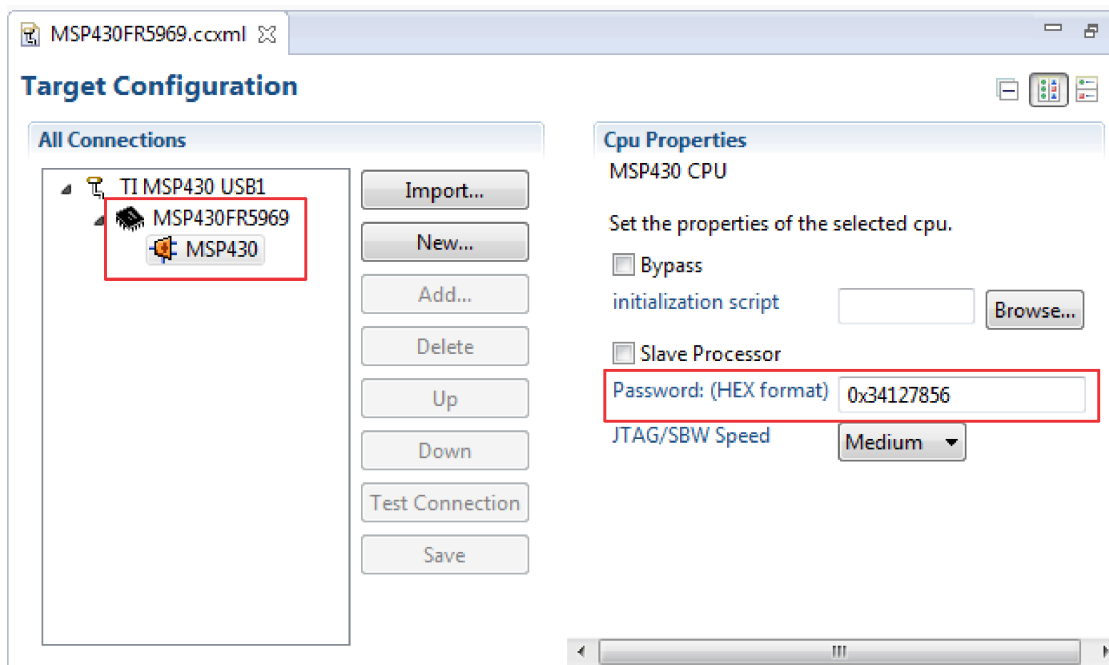 MSP430FR5969.ccxml
Target Configuration
All Connections
TI MSP430 USB1
MSP430FR5969
MSP430
Import...
New...
Add...
Delete
Up
Down
Test Connection
Save
Cpu Properties
MSP430 CPU
Set the properties of the selected cpu.
Bypass
initialization script
Browse...
Slave Processor
Password: (HEX format) 0x34127856
JTAG/SBW Speed Medium